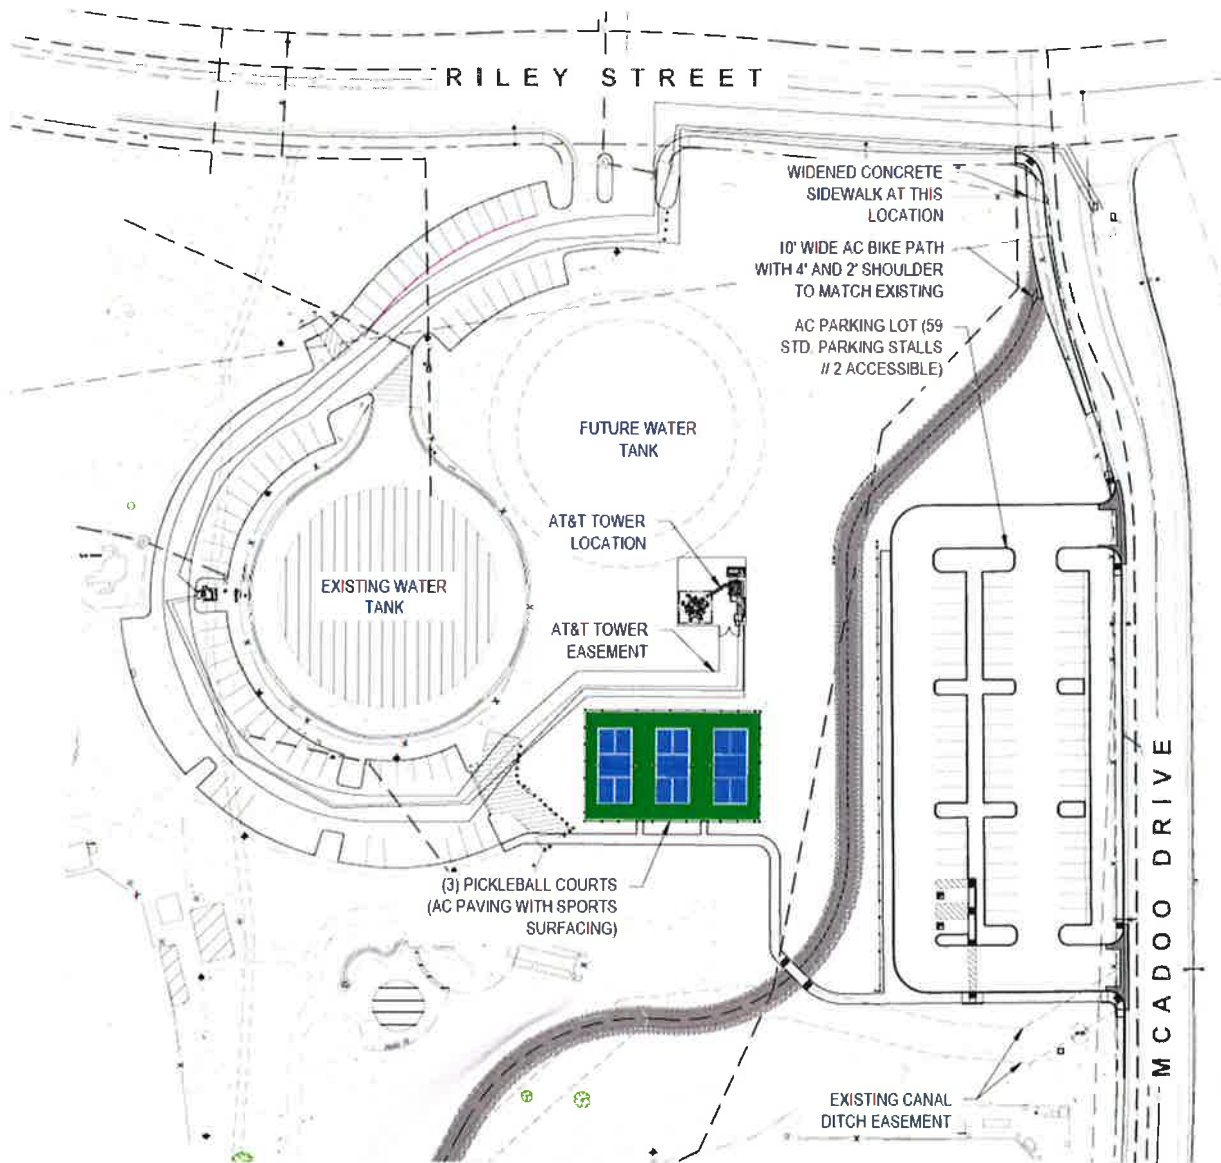 RILEY STREET
WIDENED CONCRETE
SIDEWALK AT THIS
LOCATION
10' WIDE AC BIKE PATH
WITH 4' AND 2' SHOULDER
TO MATCH EXISTING
AC PARKING LOT (59
STD. PARKING STALLS
// 2 ACCESSIBLE)
FUTURE WATER
TANK
AT&T TOWER
LOCATION
EXISTING WATER
TANK
AT&T TOWER
EASEMENT
(3) PICKLEBALL COURTS
(AC PAVING WITH SPORTS
SURFACING)
MCADOO DRIVE
EXISTING CANAL
DITCH EASEMENT